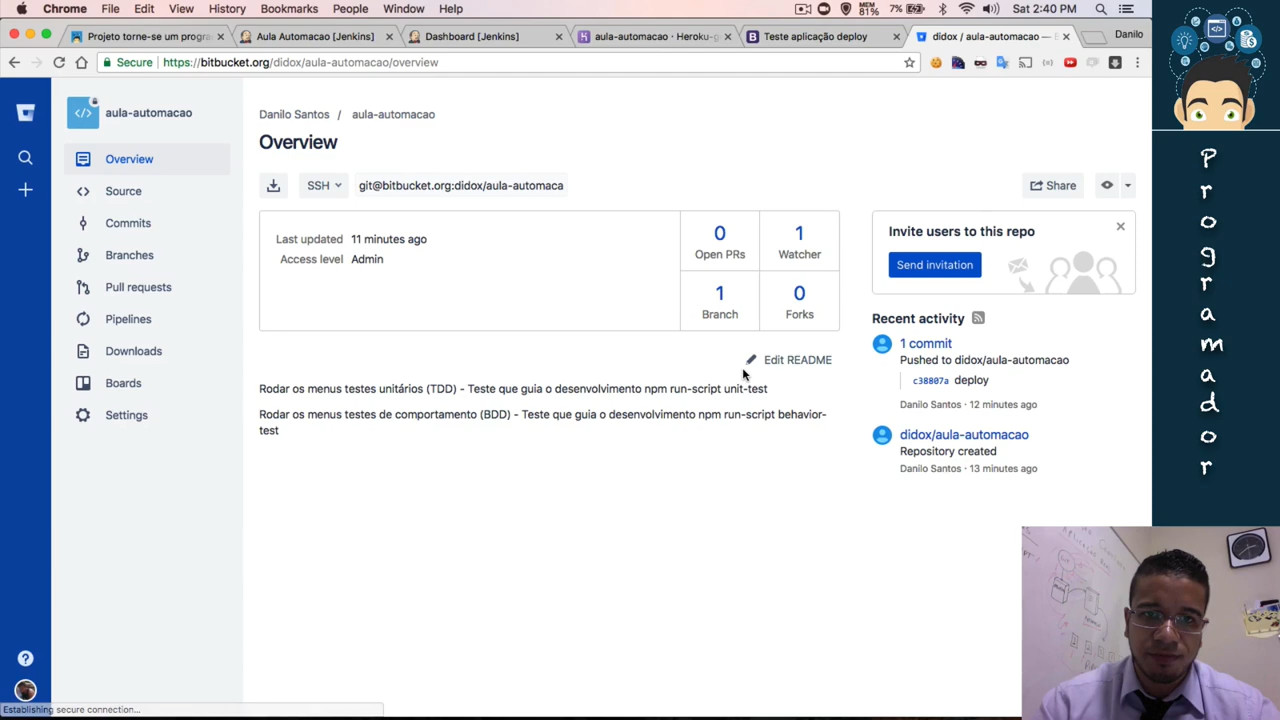 Chrome File Edit View History Bookmarks People Window Help MEM 81% 7% Sat 2:40 PM
Projeto torne-se um progra
Aula Automacao [Jenkins]
Dashboard [Jenkins]
aula-automacao · Heroku-g
Teste aplicação deploy
didox / aula-automacao — B
Danilo
Secure https://bitbucket.org/didox/aula-automacao/overview
aula-automacao
Overview
Source
Commits
Branches
Pull requests
Pipelines
Downloads
Boards
Settings
Danilo Santos / aula-automacao
Overview
SSH git@bitbucket.org:didox/aula-automaca
Share
Last updated 11 minutes ago
Access level Admin
0 Open PRs
1 Watcher
1 Branch
0 Forks
Edit README
Rodar os menus testes unitários (TDD) - Teste que guia o desenvolvimento npm run-script unit-test
Rodar os menus testes de comportamento (BDD) - Teste que guia o desenvolvimento npm run-script behavior-
test
Invite users to this repo
Send invitation
Recent activity
1 commit
Pushed to didox/aula-automacao
c38807a deploy
Danilo Santos · 12 minutes ago
didox/aula-automacao
Repository created
Danilo Santos · 13 minutes ago
Establishing secure connection...
Programador